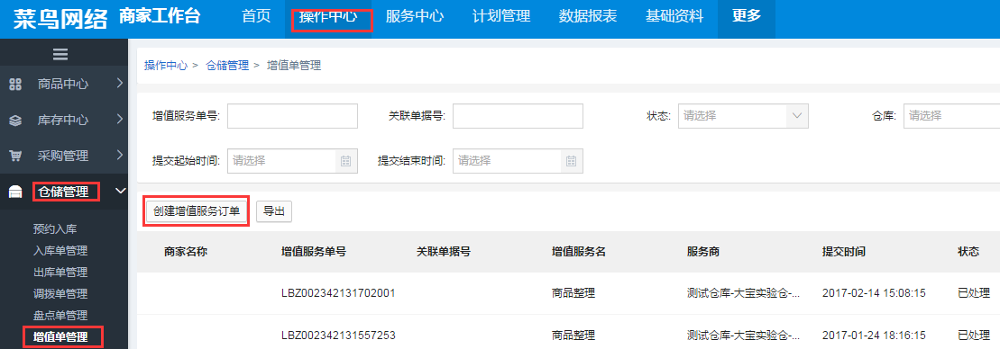 菜鸟网络 商家工作台 首页 操作中心 服务中心 计划管理 数据报表 基础资料 更多
商品中心
库存中心
采购管理
仓储管理
预约入库
入库单管理
出库单管理
调拨单管理
盘点单管理
增值单管理
操作中心 > 仓储管理 > 增值单管理
增值服务单号: 关联单据号: 状态: 请选择 仓库: 请选择
提交起始时间: 请选择 提交结束时间: 请选择
创建增值服务订单 导出
商家名称 增值服务单号 关联单据号 增值服务名 服务商 提交时间 状态
LBZ002342131702001 商品整理 测试仓库-大宝实验仓-... 2017-02-14 15:08:15 已处理
LBZ002342131557253 商品整理 测试仓库-大宝实验仓-... 2017-01-24 18:16:15 已处理